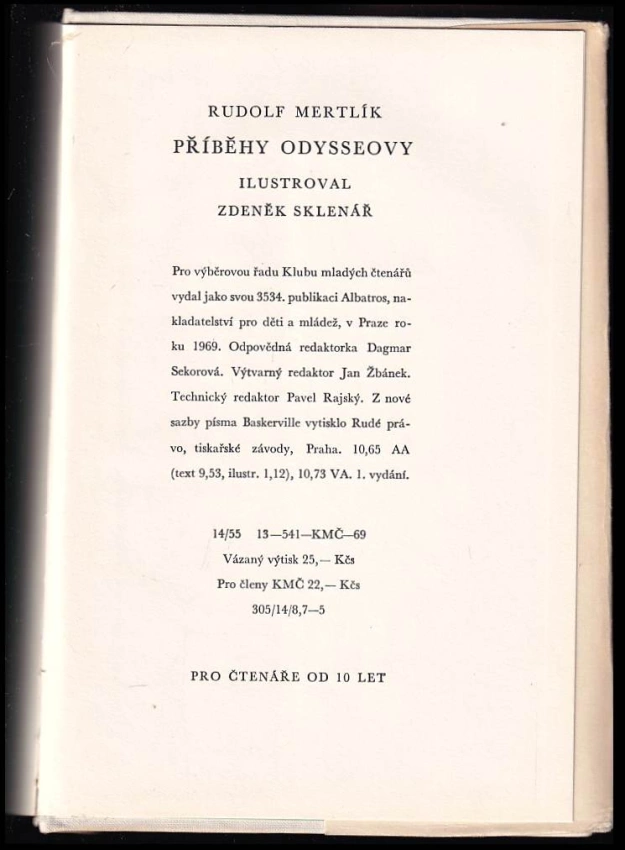 RUDOLF MERTLÍK
PŘÍBĚHY ODYSSEOVY
ILUSTROVAL
ZDENĚK SKLENÁŘ
Pro výběrovou řadu Klubu mladých čtenářů
vydal jako svou 3534. publikaci Albatros, na-
kladatelství pro děti a mládež, v Praze ro-
ku 1969. Odpovědná redaktorka Dagmar
Sekorová. Výtvarný redaktor Jan Žbánek.
Technický redaktor Pavel Rajský. Z nové
sazby písma Baskerville vytisklo Rudé prá-
vo, tiskařské závody, Praha. 10,65 AA
(text 9,53, ilustr. 1,12), 10,73 VA. 1. vydání.
14/55 13—541—KMČ—69
Vázaný výtisk 25,— Kčs
Pro členy KMČ 22,— Kčs
305/14/8,7—5
PRO ČTENÁŘE OD 10 LET